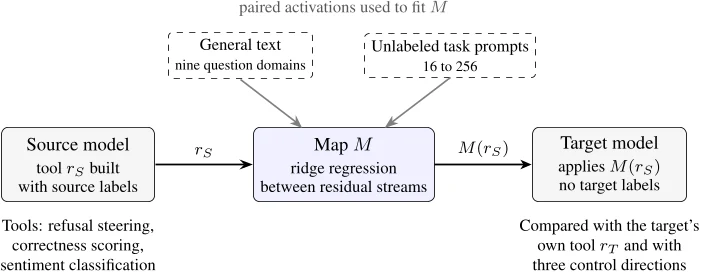 paired activations used to fit M
General text
nine question domains
Unlabeled task prompts
16 to 256
Source model
tool r_S built
with source labels
r_S
Map M
ridge regression
between residual streams
M(r_S)
Target model
applies M(r_S)
no target labels
Tools: refusal steering,
correctness scoring,
sentiment classification
Compared with the target's
own tool r_T and with
three control directions